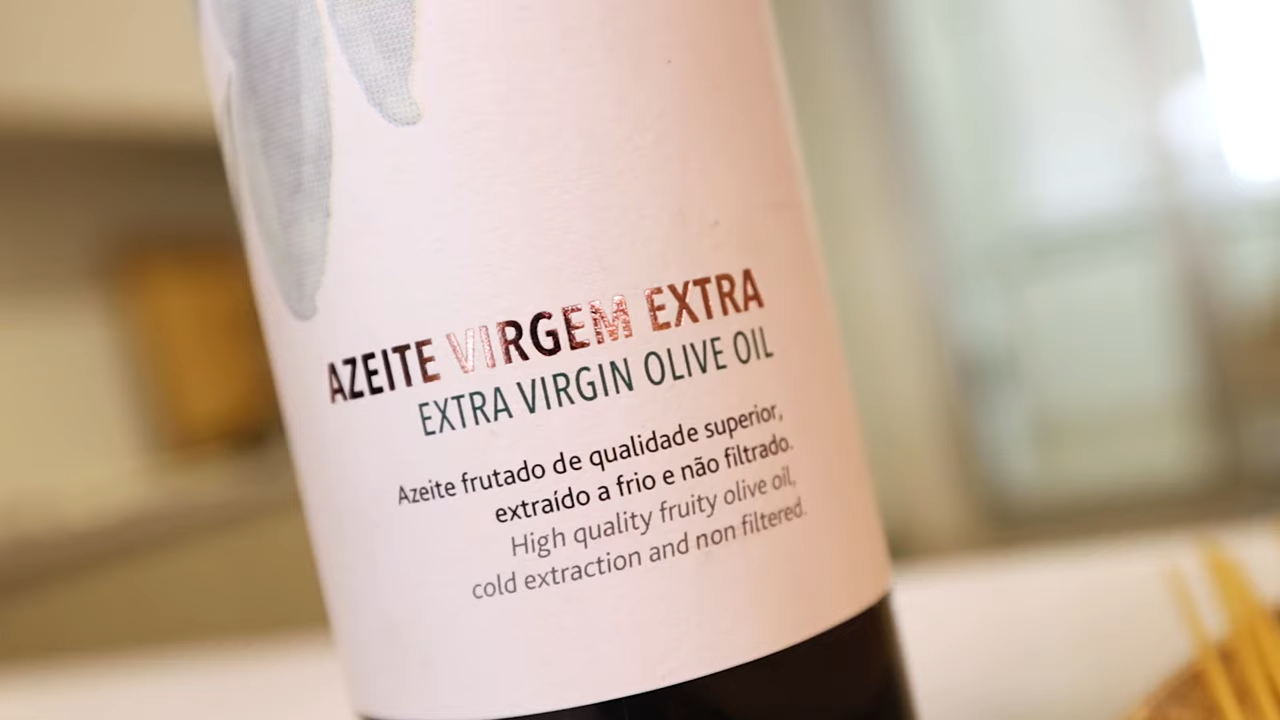 AZEITE VIRGEM EXTRA
EXTRA VIRGIN OLIVE OIL
Azeite frutado de qualidade superior,
extraído a frio e não filtrado.
High quality fruity olive oil,
cold extraction and non filtered.